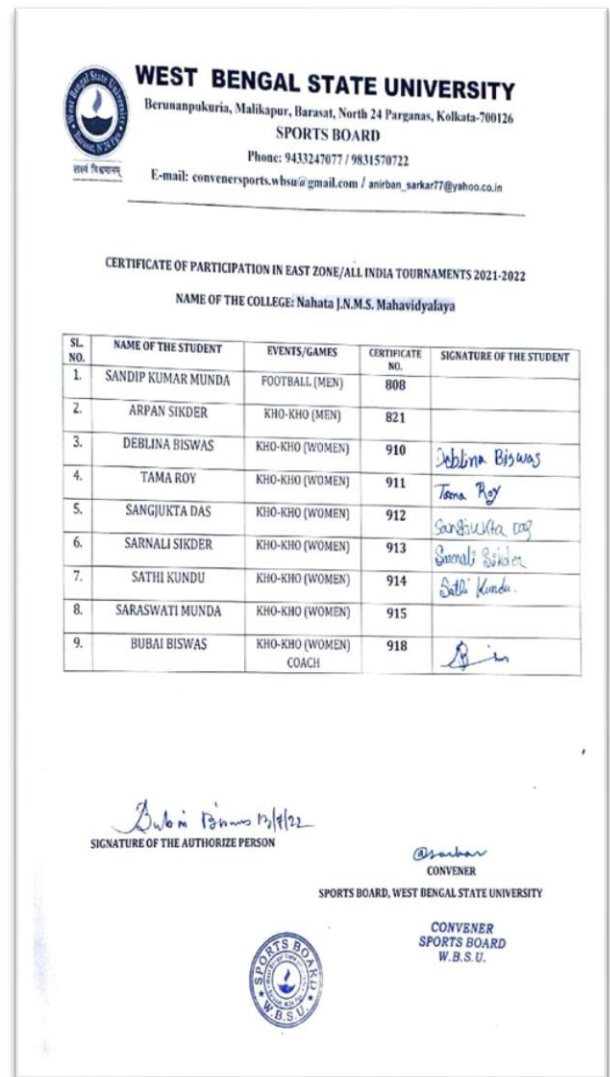 West Bengal State University
Barasat, N 24 Pgs
WEST BENGAL STATE UNIVERSITY
Berunanpukuria, Malikapur, Barasat, North 24 Parganas, Kolkata-700126
SPORTS BOARD
Phone: 9433247077 / 9831570722
E-mail: convenersports.wbsu@gmail.com / anirban_sarkar77@yahoo.co.in
CERTIFICATE OF PARTICIPATION IN EAST ZONE/ALL INDIA TOURNAMENTS 2021-2022
NAME OF THE COLLEGE: Nahata J.N.M.S. Mahavidyalaya
SL. NO. NAME OF THE STUDENT EVENTS/GAMES CERTIFICATE NO. SIGNATURE OF THE STUDENT
1. SANDIP KUMAR MUNDA FOOTBALL (MEN) 808
2. ARPAN SIKDER KHO-KHO (MEN) 821
3. DEBLINA BISWAS KHO-KHO (WOMEN) 910 Deblina Biswas
4. TAMA ROY KHO-KHO (WOMEN) 911 Tama Roy
5. SANGJUKTA DAS KHO-KHO (WOMEN) 912 Sangjukta Das
6. SARNALI SIKDER KHO-KHO (WOMEN) 913 Sarnali Sikder
7. SATHI KUNDU KHO-KHO (WOMEN) 914 Sathi Kundu.
8. SARASWATI MUNDA KHO-KHO (WOMEN) 915
9. BUBAI BISWAS KHO-KHO (WOMEN) COACH 918
Bubai Biswas
SIGNATURE OF THE AUTHORIZE PERSON
CONVENER
SPORTS BOARD, WEST BENGAL STATE UNIVERSITY
CONVENER
SPORTS BOARD
W.B.S.U.
SPORTS BOARD
W.B.S.U.